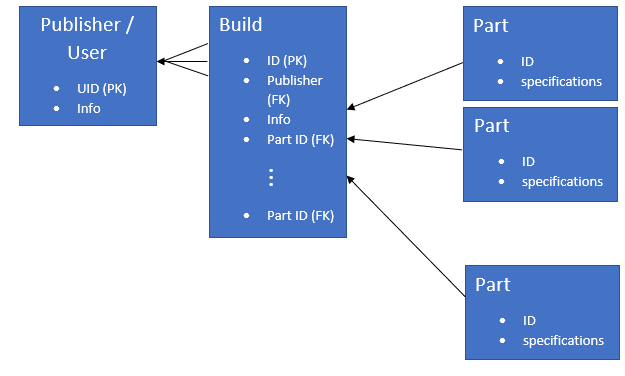 Publisher /
User
• UID (PK)
• Info
Build
• ID (PK)
• Publisher
(FK)
• Info
• Part ID (FK)
⋮
• Part ID (FK)
Part
• ID
• specifications
Part
• ID
• specifications
Part
• ID
• specifications